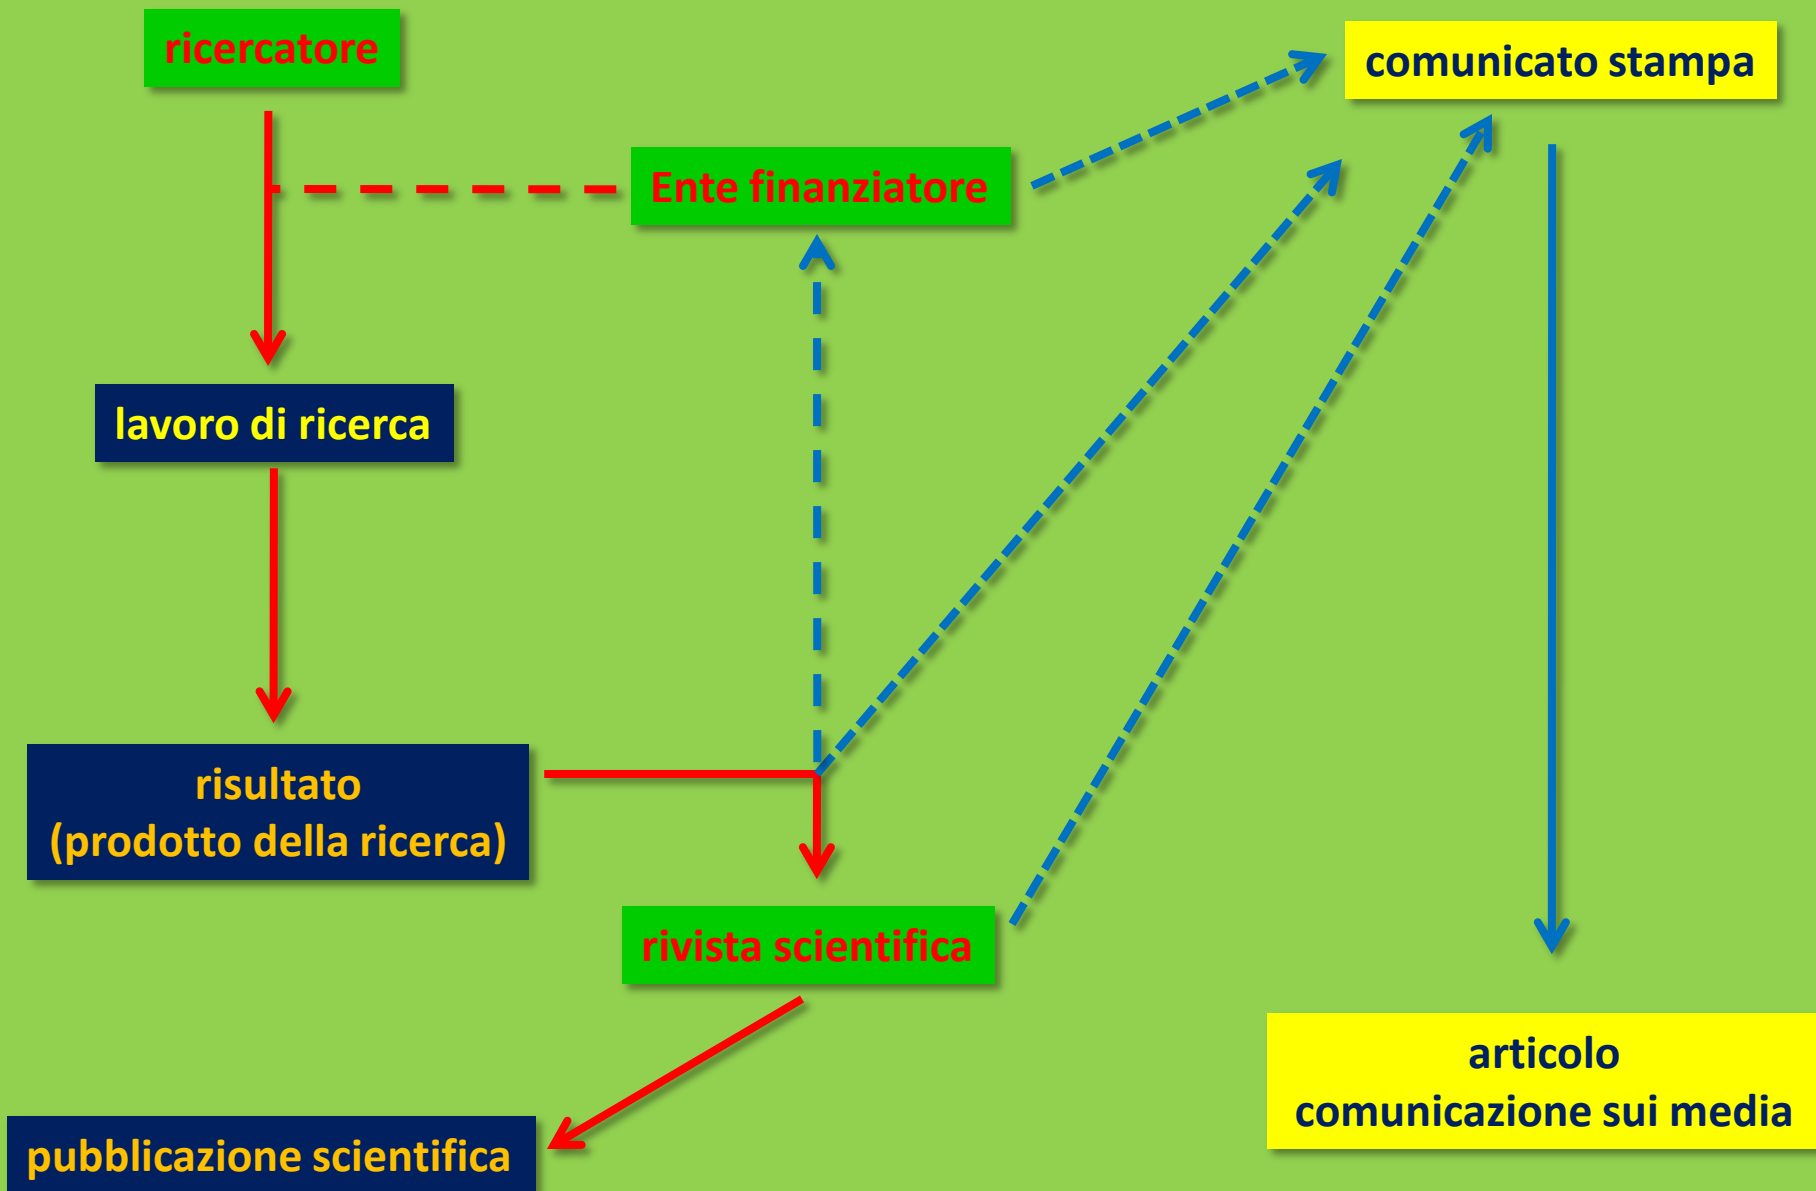 ricercatore
comunicato stampa
Ente finanziatore
lavoro di ricerca
risultato
(prodotto della ricerca)
rivista scientifica
articolo
comunicazione sui media
pubblicazione scientifica